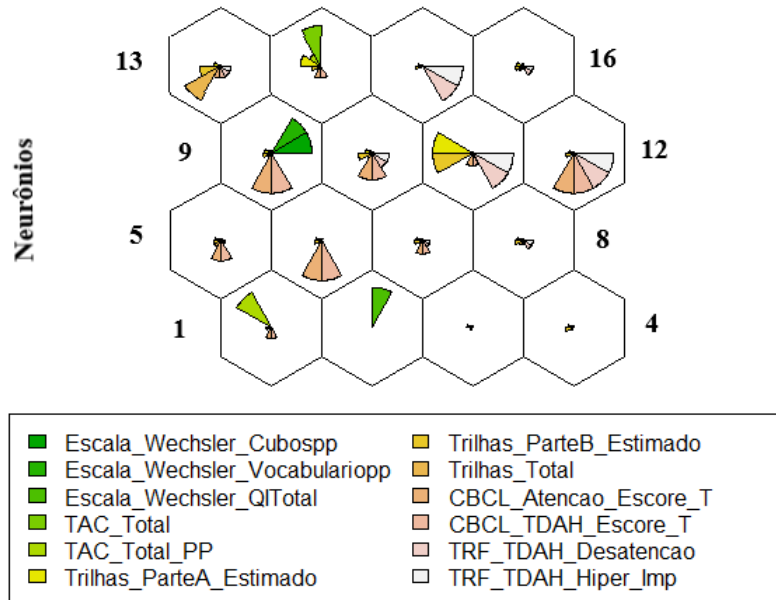 13
16
9
12
Neurônios
5
8
1
4
Escala_Wechsler_Cubospp
Escala_Wechsler_Vocabulariopp
Escala_Wechsler_QITotal
TAC_Total
TAC_Total_PP
Trilhas_ParteA_Estimado
Trilhas_ParteB_Estimado
Trilhas_Total
CBCL_Atencao_Escore_T
CBCL_TDAH_Escore_T
TRF_TDAH_Desatencao
TRF_TDAH_Hiper_Imp